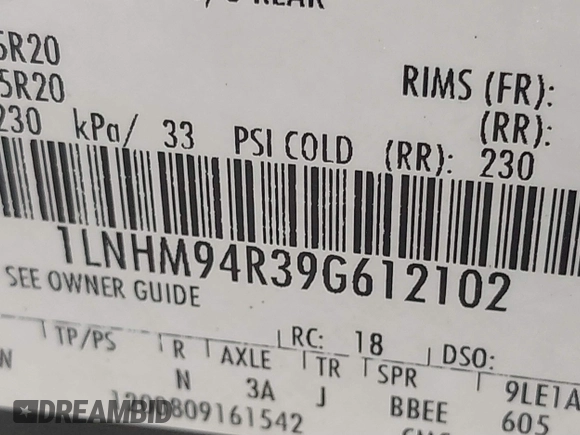 5R20
5R20
RIMS (FR):
(RR):
230 kPa/ 33 PSI COLD (RR): 230
1LNHM94R39G612102
SEE OWNER GUIDE
RC: 18 DSO:
TP/PS R AXLE TR SPR 9LE1A
N N 3A J BBEE 605
DREAMBID